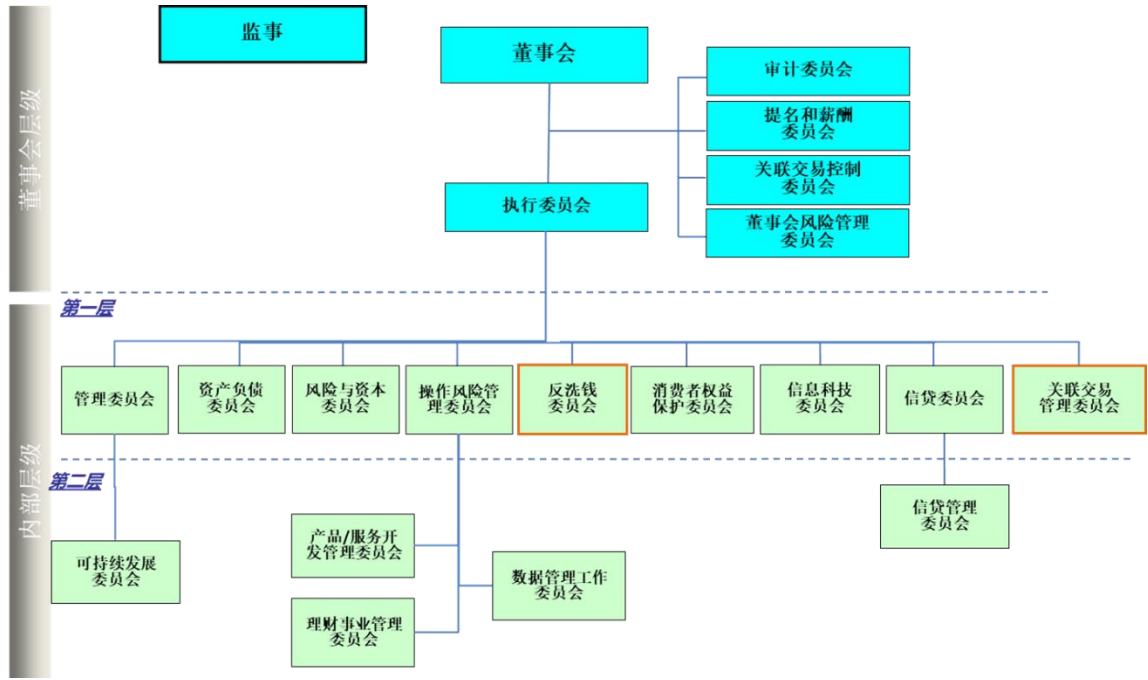 董事会层级
监事
董事会
审计委员会
提名和薪酬
委员会
关联交易控制
委员会
执行委员会
董事会风险管理
委员会
内部层级
第一层
管理委员会
资产负债
委员会
风险与资本
委员会
操作风险管
理委员会
反洗钱
委员会
消费者权益
保护委员会
信息科技
委员会
信贷委员会
关联交易
管理委员会
第二层
可持续发展
委员会
产品/服务开
发管理委员会
理财事业管理
委员会
数据管理工作
委员会
信贷管理
委员会